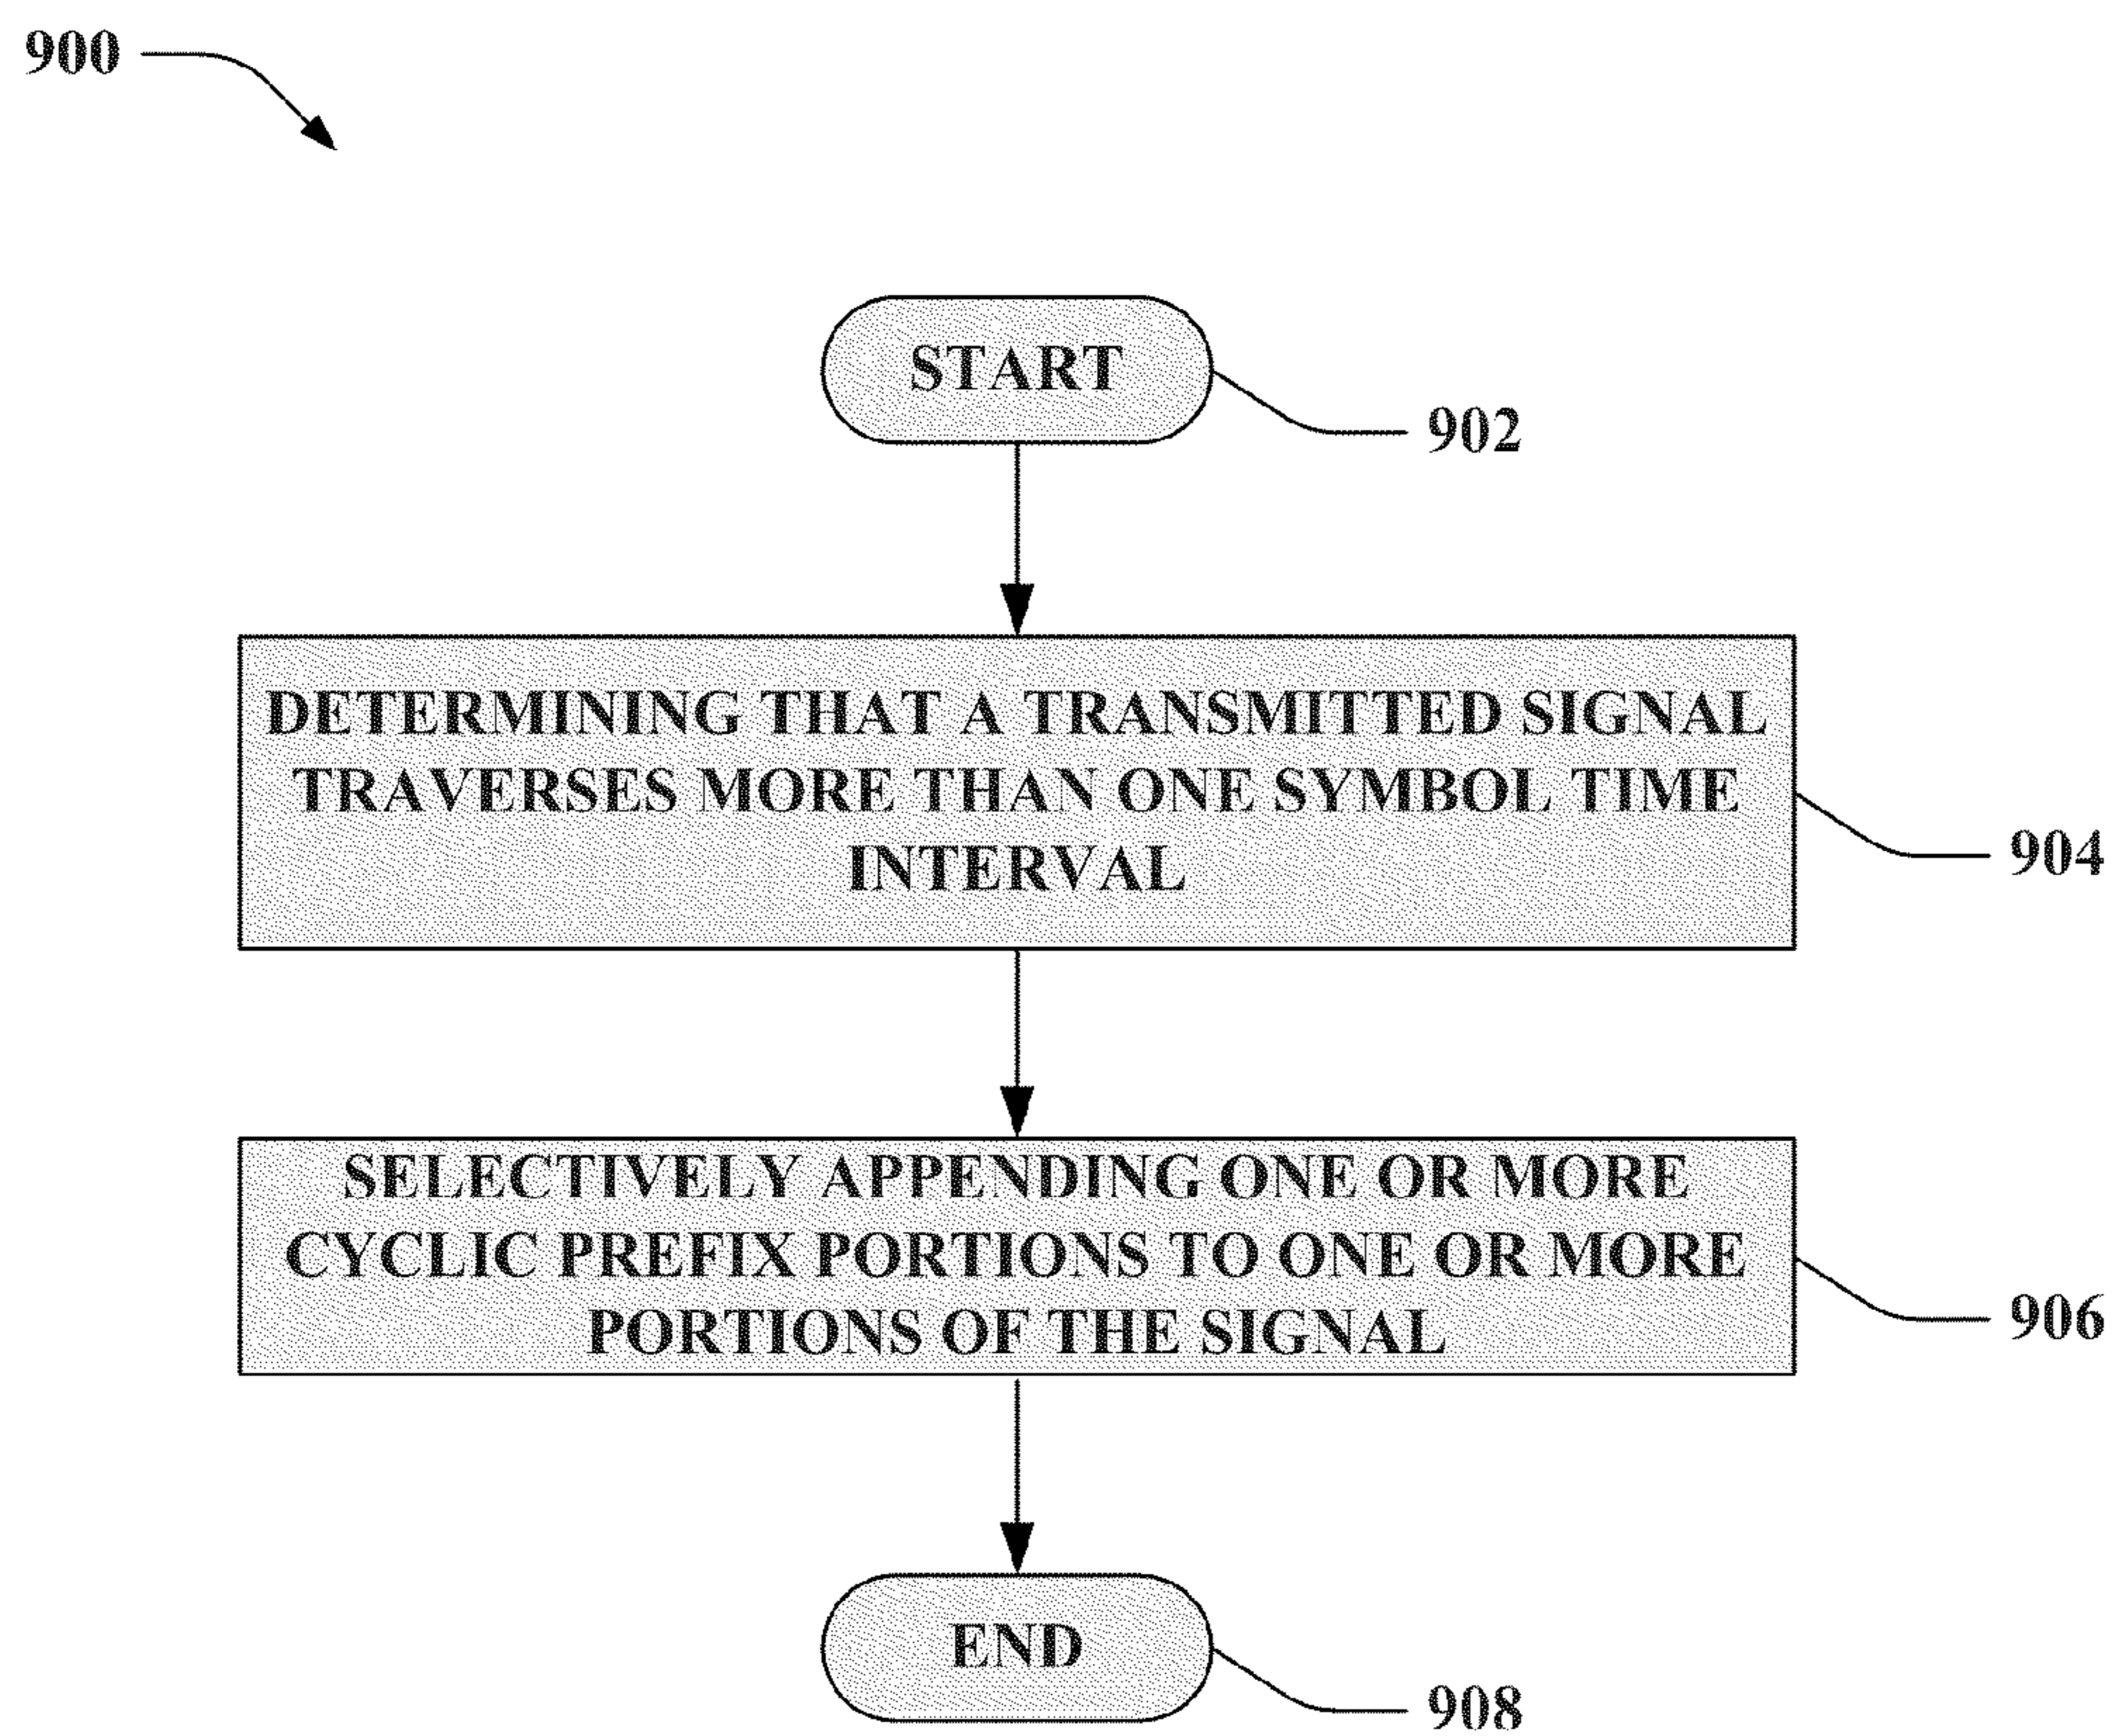 900
START
902
DETERMINING THAT A TRANSMITTED SIGNAL
TRAVERSES MORE THAN ONE SYMBOL TIME
INTERVAL
904
SELECTIVELY APPENDING ONE OR MORE
CYCLIC PREFIX PORTIONS TO ONE OR MORE
PORTIONS OF THE SIGNAL
906
END
908